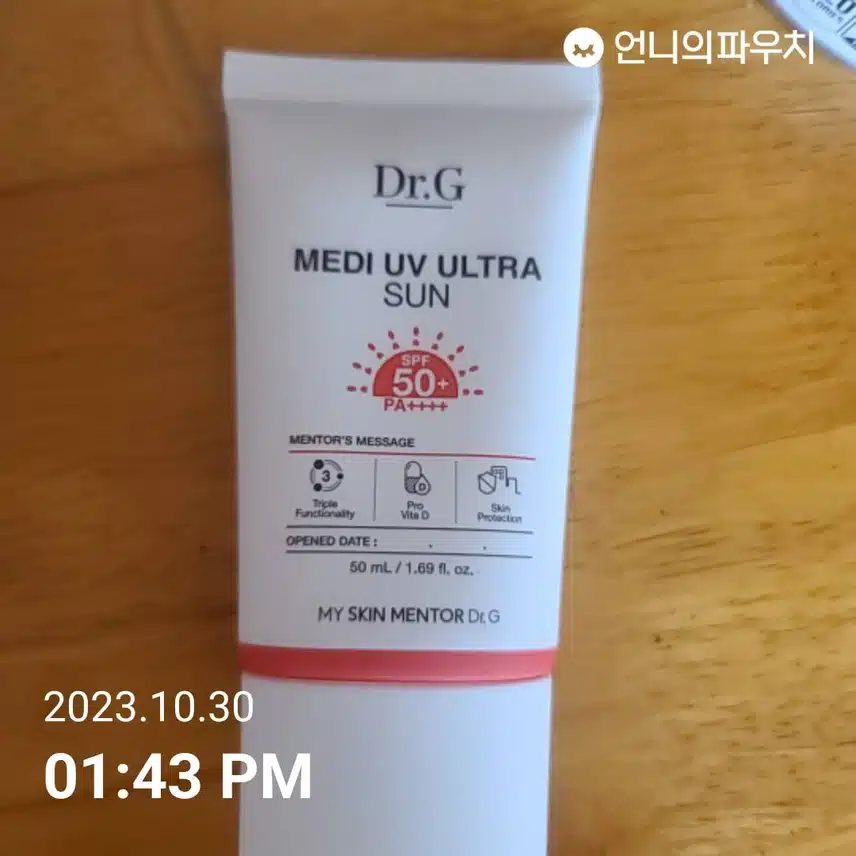 언니의파우치
Dr.G
MEDI UV ULTRA
SUN
SPF
50+
PA++++
MENTOR'S MESSAGE
3
Triple
Functionality
D
Pro
Vita D
Skin
Protection
OPENED DATE : . .
50 mL / 1.69 fl. oz.
MY SKIN MENTOR Dr.G
2023.10.30
01:43 PM